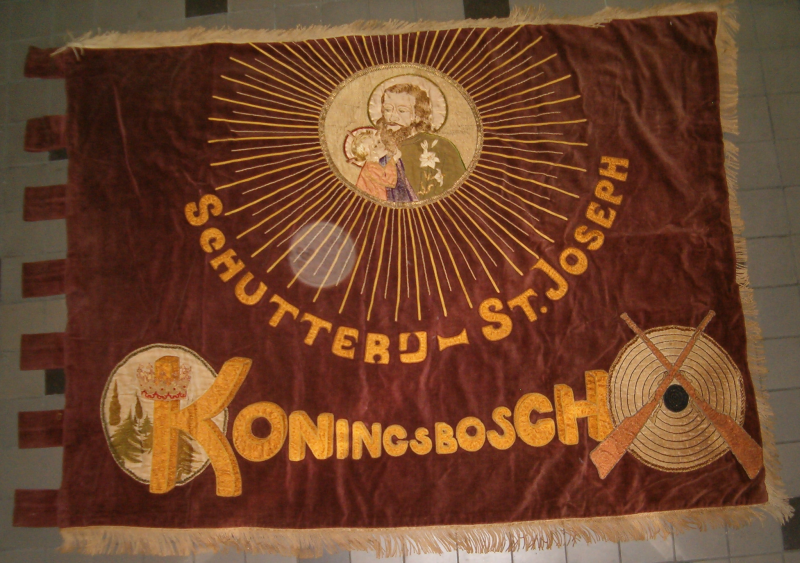 SCHUTTERIJ - ST. JOSEPH
KONINGSBOSCH